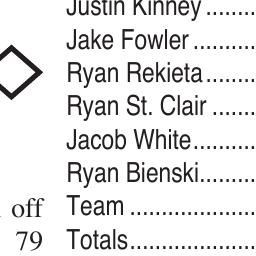 Justin Kinney ........
Jake Fowler ..........
Ryan Rekieta ........
Ryan St. Clair .......
Jacob White..........
Ryan Bienski.........
off Team ...................
79 Totals...................